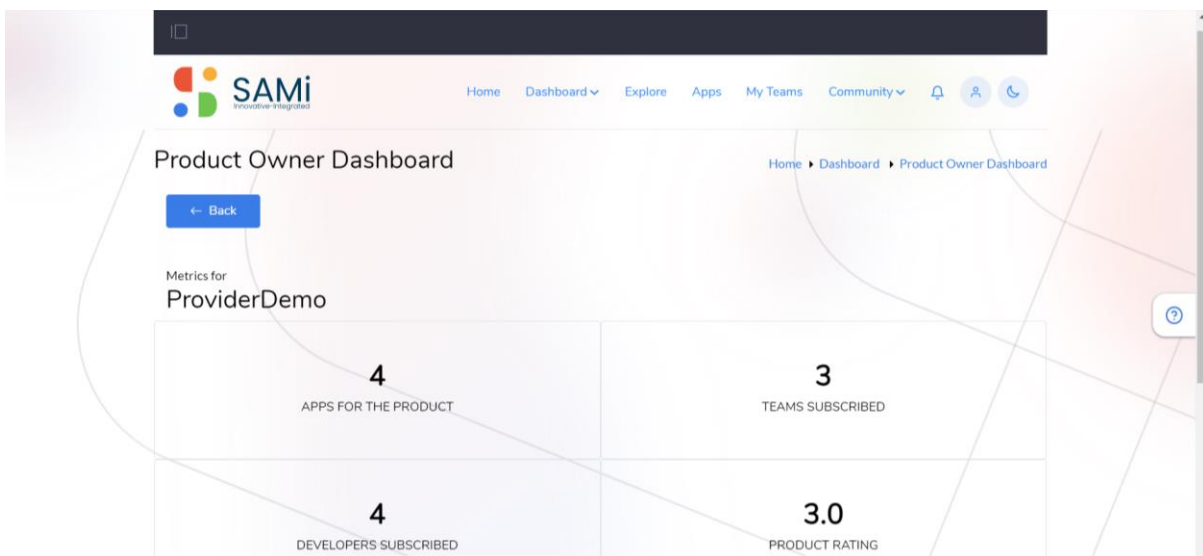 SAMi
Innovative-Integrated
Home Dashboard Explore Apps My Teams Community
Product Owner Dashboard
Home Dashboard Product Owner Dashboard
← Back
Metrics for
ProviderDemo
4
APPS FOR THE PRODUCT
3
TEAMS SUBSCRIBED
4
DEVELOPERS SUBSCRIBED
3.0
PRODUCT RATING